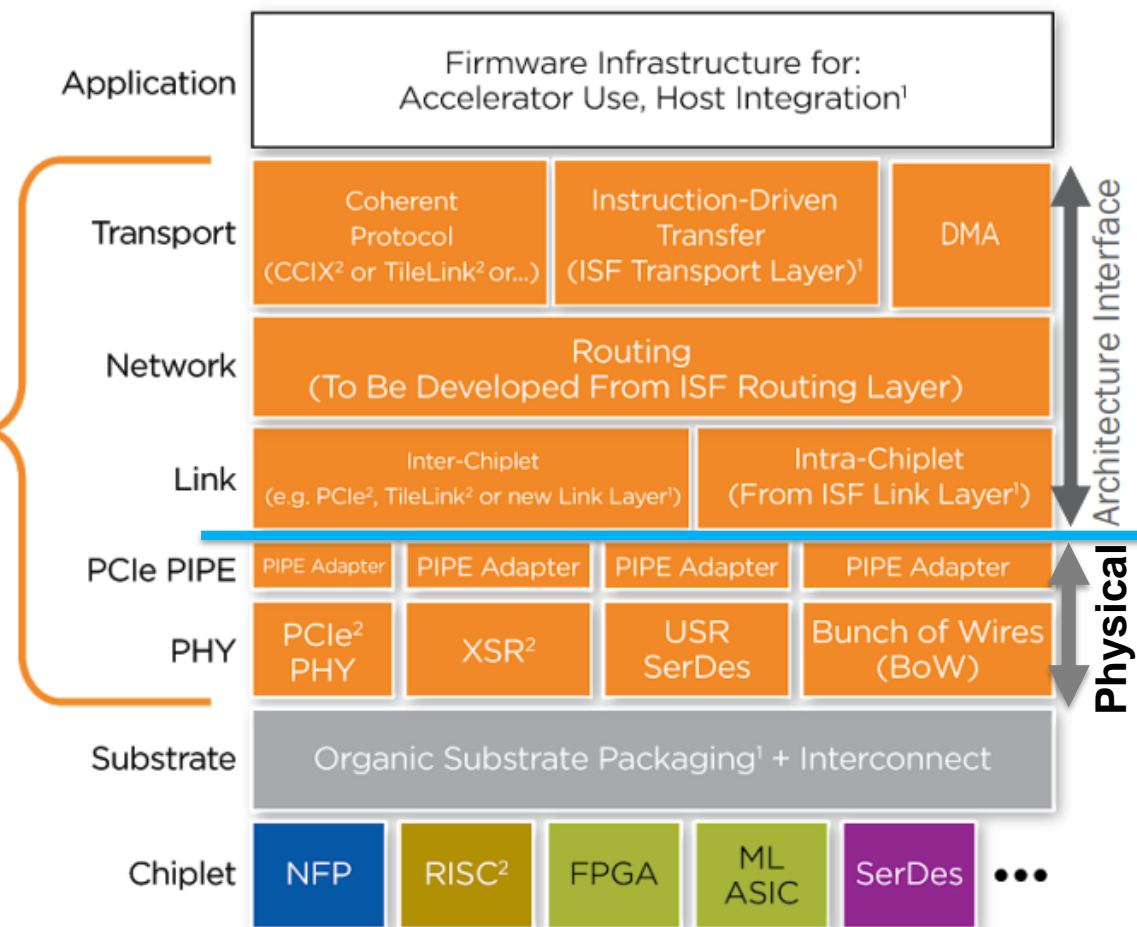 Application
Firmware Infrastructure for:
Accelerator Use, Host Integration¹
Transport
Coherent
Protocol
(CCIX² or TileLink² or...)
Instruction-Driven
Transfer
(ISF Transport Layer)¹
DMA
Network
Routing
(To Be Developed From ISF Routing Layer)
Link
Inter-Chiplet
(e.g. PCIe², TileLink² or new Link Layer¹)
Intra-Chiplet
(From ISF Link Layer¹)
Architecture Interface
PCIe PIPE
PIPE Adapter
PIPE Adapter
PIPE Adapter
PIPE Adapter
PHY
PCIe²
PHY
XSR²
USR
SerDes
Bunch of Wires
(BoW)
Physical
Substrate
Organic Substrate Packaging¹ + Interconnect
Chiplet
NFP
RISC²
FPGA
ML
ASIC
SerDes
•••